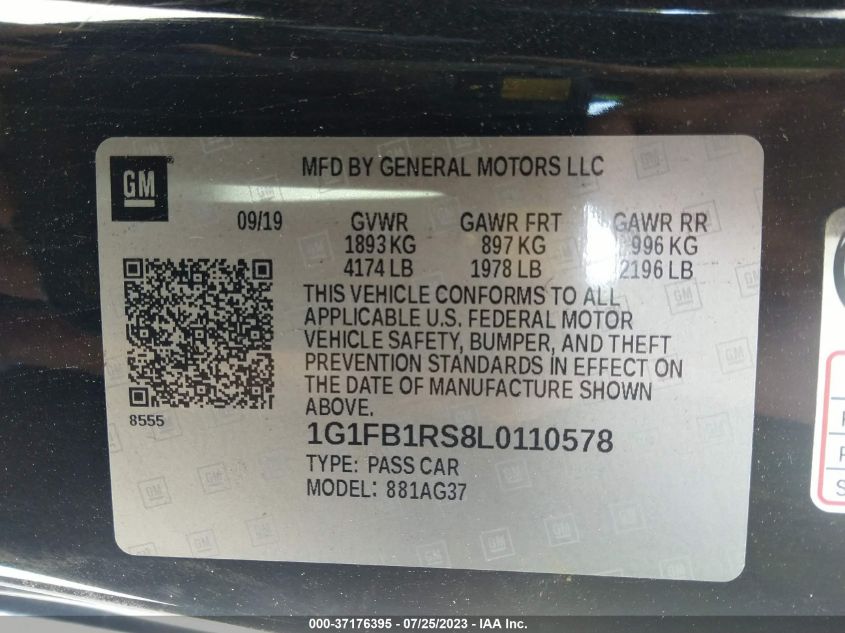 GM
MFD BY GENERAL MOTORS LLC
09/19 GVWR GAWR FRT GAWR RR
1893 KG 897 KG 996 KG
4174 LB 1978 LB 2196 LB
THIS VEHICLE CONFORMS TO ALL
APPLICABLE U.S. FEDERAL MOTOR
VEHICLE SAFETY, BUMPER, AND THEFT
PREVENTION STANDARDS IN EFFECT ON
THE DATE OF MANUFACTURE SHOWN
ABOVE.
8555
1G1FB1RS8L0110578
TYPE: PASS CAR
MODEL: 881AG37
000-37176395 - 07/25/2023 - IAA Inc.